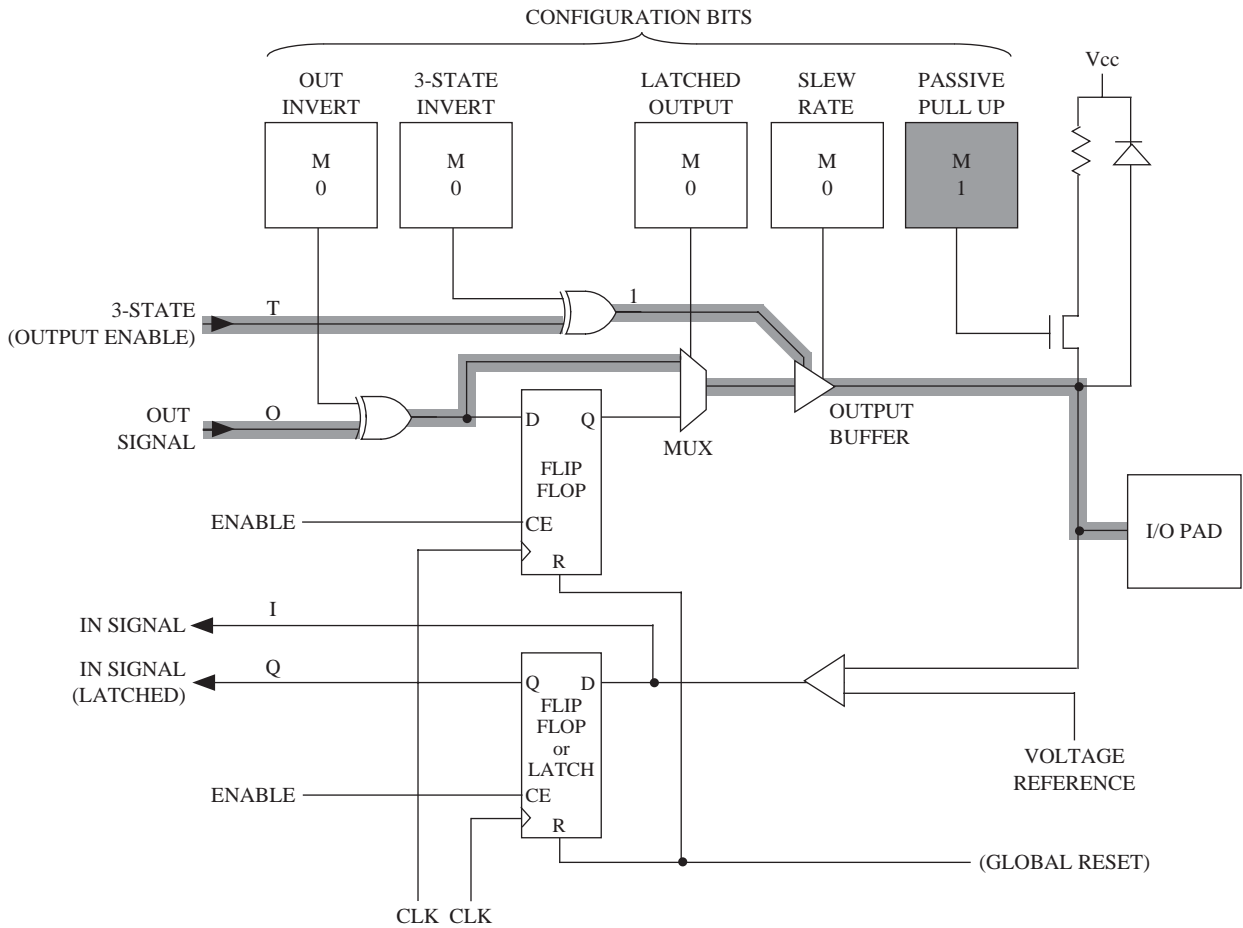 CONFIGURATION BITS
OUT
INVERT
3-STATE
INVERT
LATCHED
OUTPUT
SLEW
RATE
PASSIVE
PULL UP
Vcc
M
0
M
0
M
0
M
0
M
1
3-STATE
(OUTPUT ENABLE)
T
1
OUT
SIGNAL
O
D
Q
FLIP
FLOP
CE
R
MUX
OUTPUT
BUFFER
ENABLE
I/O PAD
IN SIGNAL
I
IN SIGNAL
(LATCHED)
Q
Q
D
FLIP
FLOP
or
LATCH
CE
R
ENABLE
VOLTAGE
REFERENCE
(GLOBAL RESET)
CLK
CLK